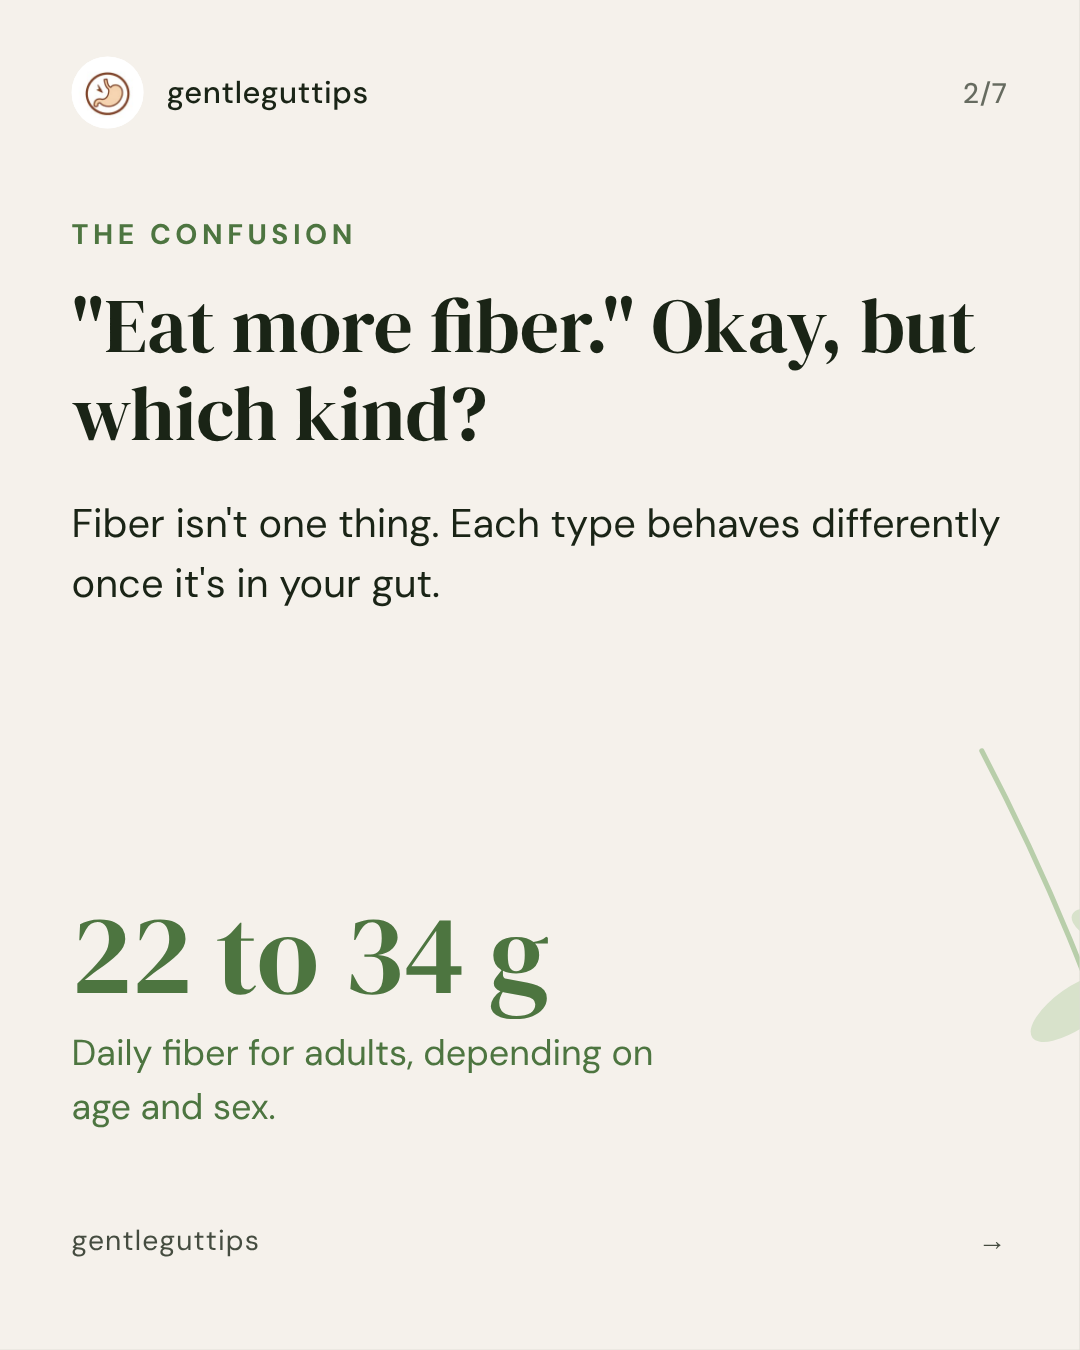 gentleguttips
2/7
THE CONFUSION
"Eat more fiber." Okay, but
which kind?
Fiber isn't one thing. Each type behaves differently
once it's in your gut.
22 to 34 g
Daily fiber for adults, depending on
age and sex.
gentleguttips
→